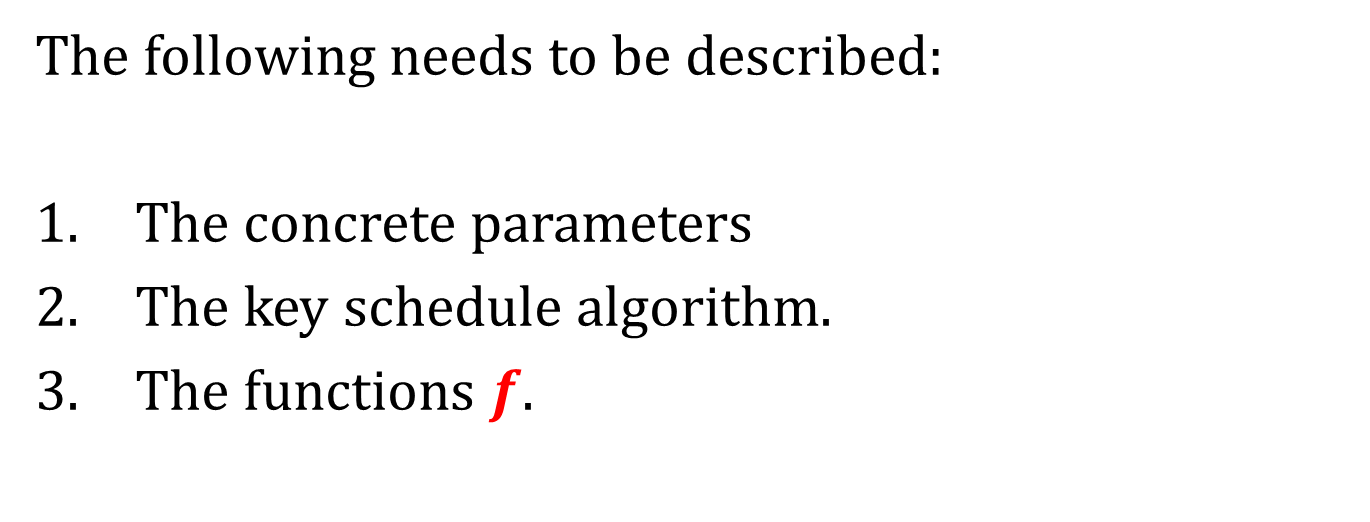 The following needs to be described:
1. The concrete parameters
2. The key schedule algorithm.
3. The functions f.